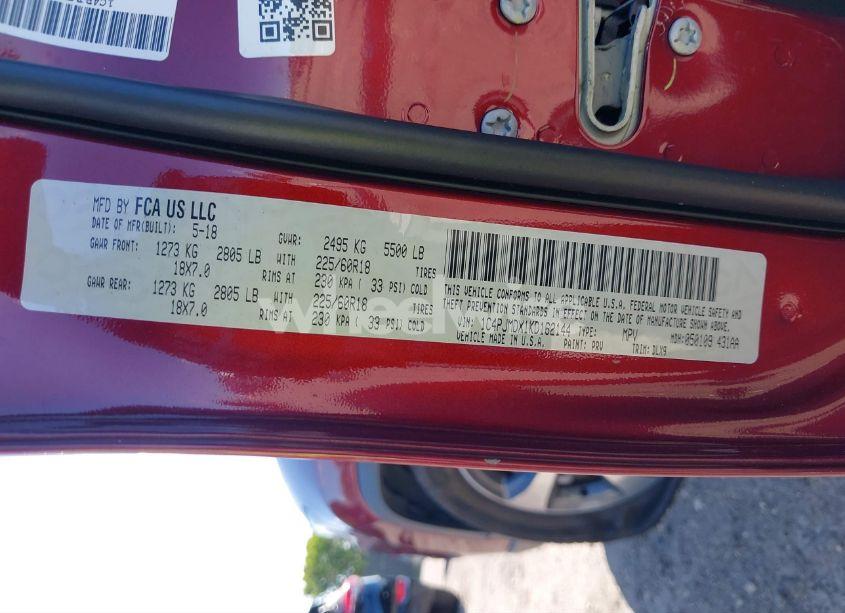 MFD BY FCA US LLC
DATE OF MFR(BUILT): 5-18
GVWR: 2495 KG 5500 LB
GAWR FRONT: 1273 KG 2805 LB WITH 225/60R18 TIRES
18X7.0 RIMS AT 230 KPA ( 33 PSI) COLD
GAWR REAR: 1273 KG 2805 LB WITH 225/60R18 TIRES
18X7.0 RIMS AT 230 KPA ( 33 PSI) COLD
THIS VEHICLE CONFORMS TO ALL APPLICABLE U.S.A. FEDERAL MOTOR VEHICLE SAFETY AND
THEFT PREVENTION STANDARDS IN EFFECT ON THE DATE OF MANUFACTURE SHOWN ABOVE.
VIN: 1C4PJMDX1KD182144 TYPE: MPV MDH: 050109 431AA
VEHICLE MADE IN U.S.A. PAINT: PRV TRIM: DLX9